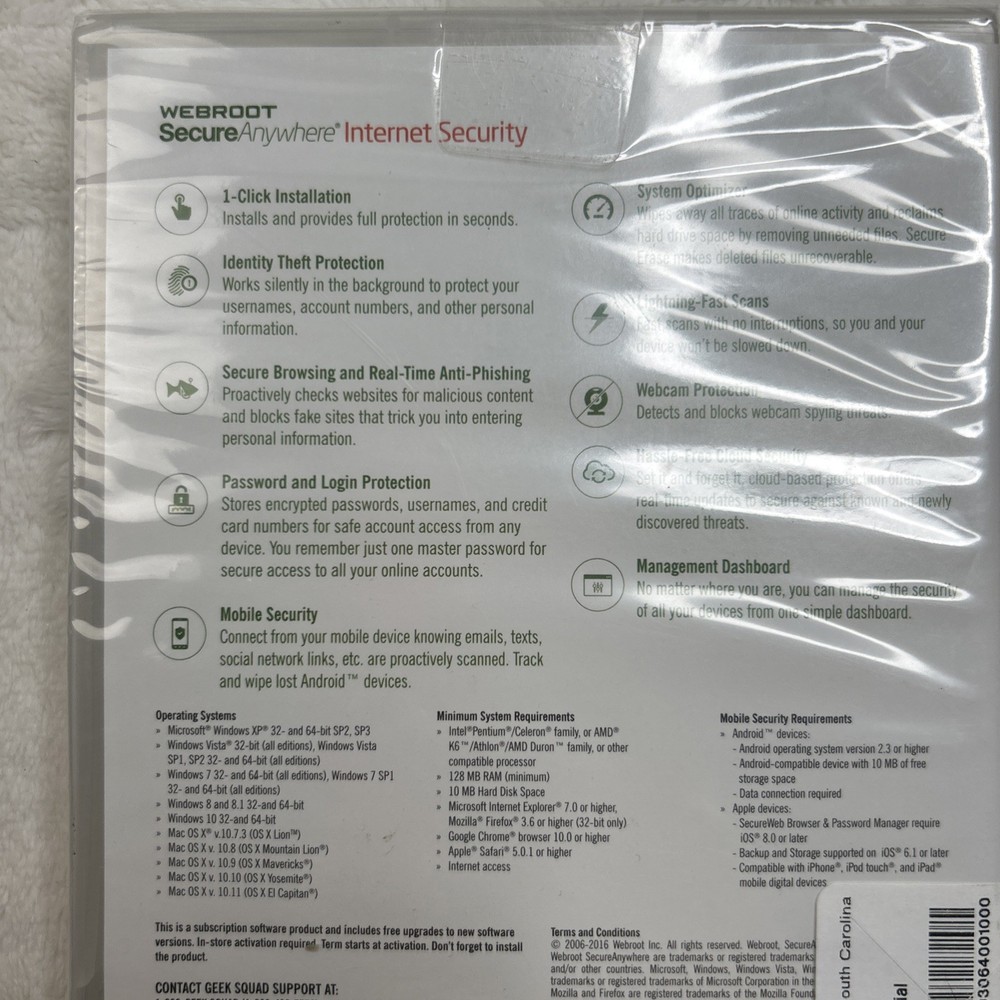 WEBROOT
SecureAnywhere® Internet Security
1-Click Installation
Installs and provides full protection in seconds.
Identity Theft Protection
Works silently in the background to protect your
usernames, account numbers, and other personal
information.
Secure Browsing and Real-Time Anti-Phishing
Proactively checks websites for malicious content
and blocks fake sites that trick you into entering
personal information.
Password and Login Protection
Stores encrypted passwords, usernames, and credit
card numbers for safe account access from any
device. You remember just one master password for
secure access to all your online accounts.
Mobile Security
Connect from your mobile device knowing emails, texts,
social network links, etc. are proactively scanned. Track
and wipe lost Android™ devices.
System Optimizer
Wipes away all traces of online activity and reclaims
hard drive space by removing unneeded files. Secure
Erase makes deleted files unrecoverable.
Lightning-Fast Scans
Fast scans with no interruptions, so you and your
device won't be slowed down.
Webcam Protection
Detects and blocks webcam spying threats.
Hassle-Free Cloud Security
Set it and forget it, cloud-based protection offers
real-time updates to secure against known and newly
discovered threats.
Management Dashboard
No matter where you are, you can manage the security
of all your devices from one simple dashboard.
Operating Systems
» Microsoft® Windows XP® 32- and 64-bit SP2, SP3
» Windows Vista® 32-bit (all editions), Windows Vista
SP1, SP2 32- and 64-bit (all editions)
» Windows 7 32- and 64-bit (all editions), Windows 7 SP1
32- and 64-bit (all editions)
» Windows 8 and 8.1 32-and 64-bit
» Windows 10 32-and 64-bit
» Mac OS X® v.10.7.3 (OS X Lion™)
» Mac OS X v. 10.8 (OS X Mountain Lion®)
» Mac OS X v. 10.9 (OS X Mavericks®)
» Mac OS X v. 10.10 (OS X Yosemite®)
» Mac OS X v. 10.11 (OS X El Capitan®)
Minimum System Requirements
» Intel®Pentium®/Celeron® family, or AMD®
K6™/Athlon®/AMD Duron™ family, or other
compatible processor
» 128 MB RAM (minimum)
» 10 MB Hard Disk Space
» Microsoft Internet Explorer® 7.0 or higher,
Mozilla® Firefox® 3.6 or higher (32-bit only)
» Google Chrome® browser 10.0 or higher
» Apple® Safari® 5.0.1 or higher
» Internet access
Mobile Security Requirements
» Android™ devices:
- Android operating system version 2.3 or higher
- Android-compatible device with 10 MB of free
storage space
- Data connection required
» Apple devices:
- SecureWeb Browser & Password Manager require
iOS® 8.0 or later
- Backup and Storage supported on iOS® 6.1 or later
- Compatible with iPhone®, iPod touch®, and iPad®
mobile digital devices
This is a subscription software product and includes free upgrades to new software
versions. In-store activation required. Term starts at activation. Don't forget to install
the product.
CONTACT GEEK SQUAD SUPPORT AT:
Terms and Conditions
© 2006-2016 Webroot Inc. All rights reserved. Webroot, SecureA
Webroot SecureAnywhere are trademarks or registered trademarks
and/or other countries. Microsoft, Windows, Windows Vista, Wi
trademarks or registered trademarks of Microsoft Corporation in the
Mozilla and Firefox are registered trademarks of the Mozilla Found
outh Carolina
ial
3064001000